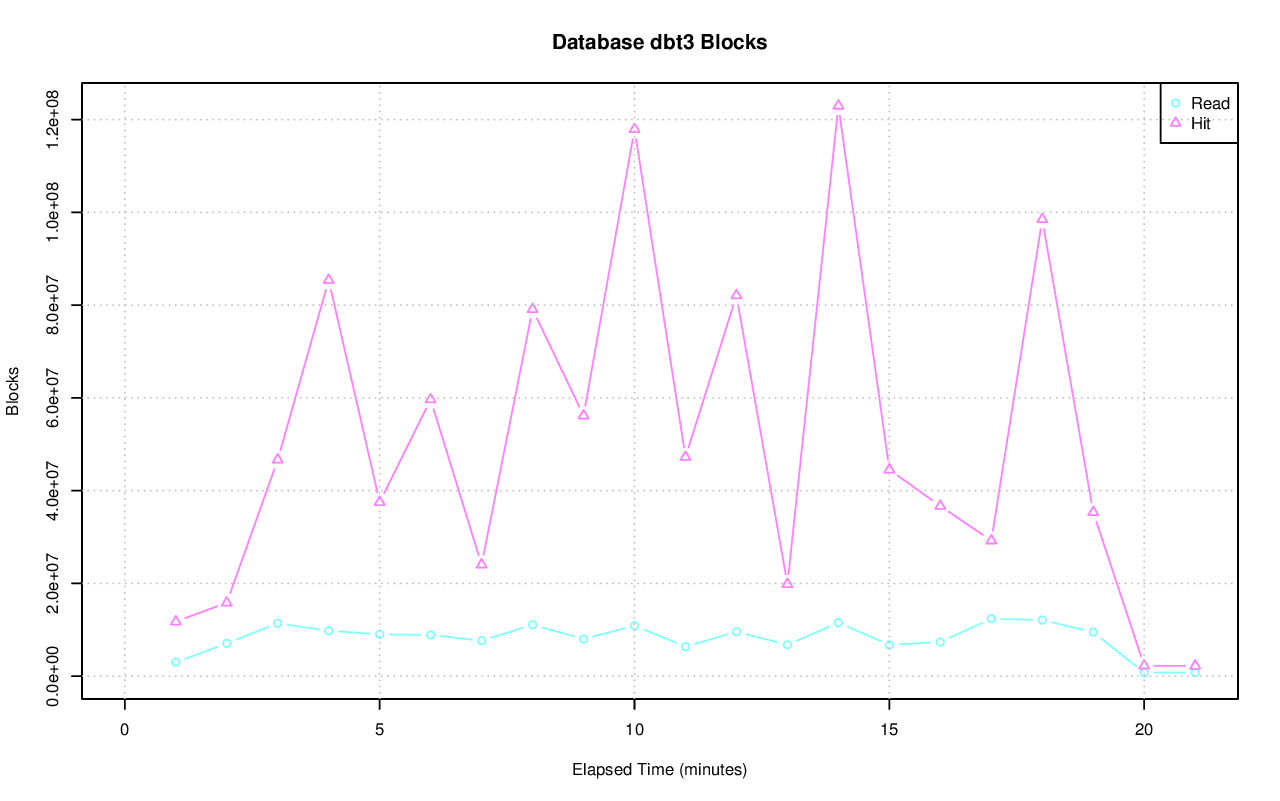 Database dbt3 Blocks
Read
Hit
Blocks
0.0e+00
2.0e+07
4.0e+07
6.0e+07
8.0e+07
1.0e+08
1.2e+08
0 5 10 15 20
Elapsed Time (minutes)